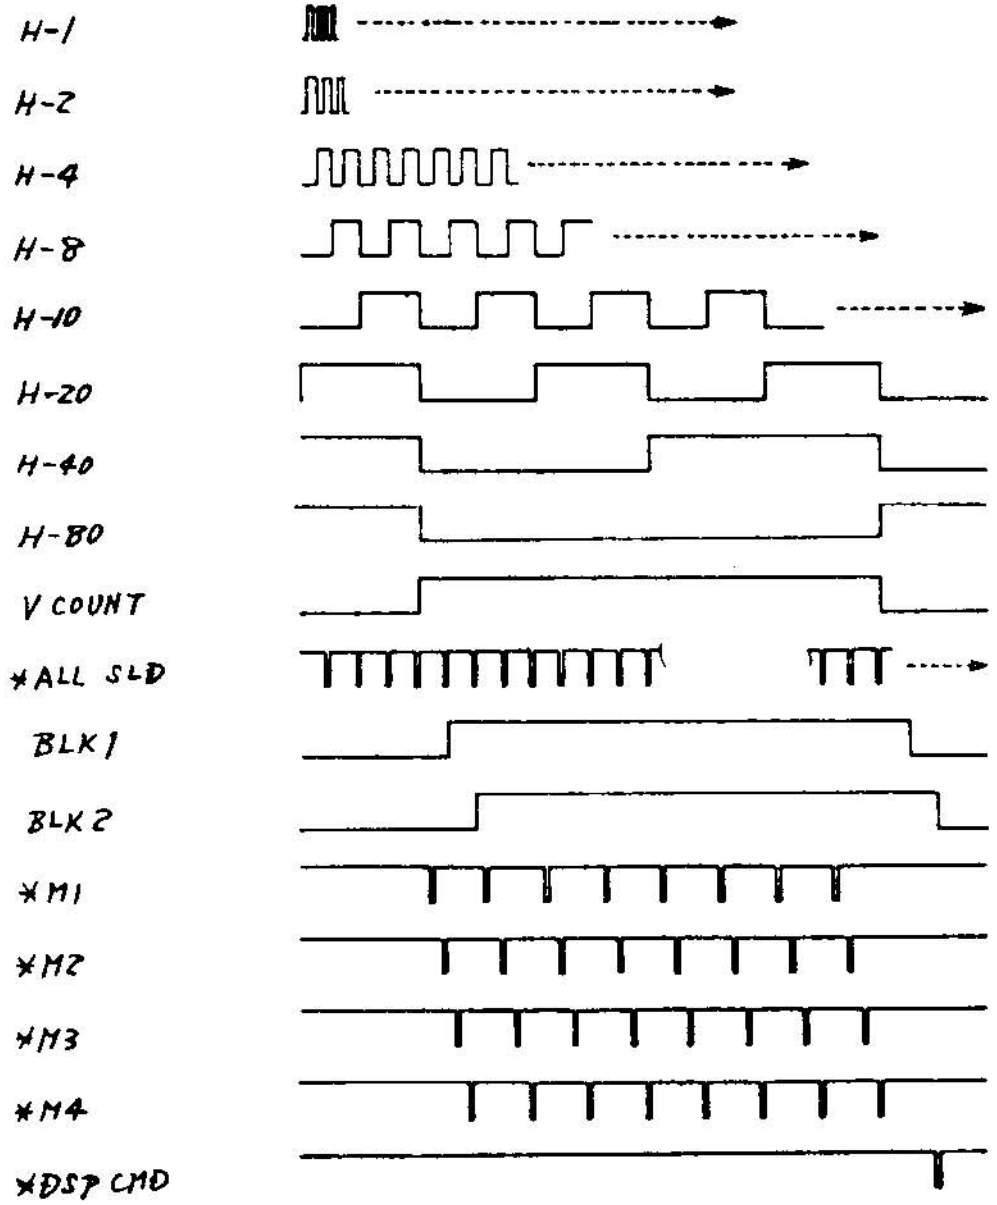 H-1
H-2
H-4
H-8
H-10
H-20
H-40
H-80
V COUNT
*ALL SLD
BLK1
BLK2
*M1
*M2
*M3
*M4
*DSP CMD